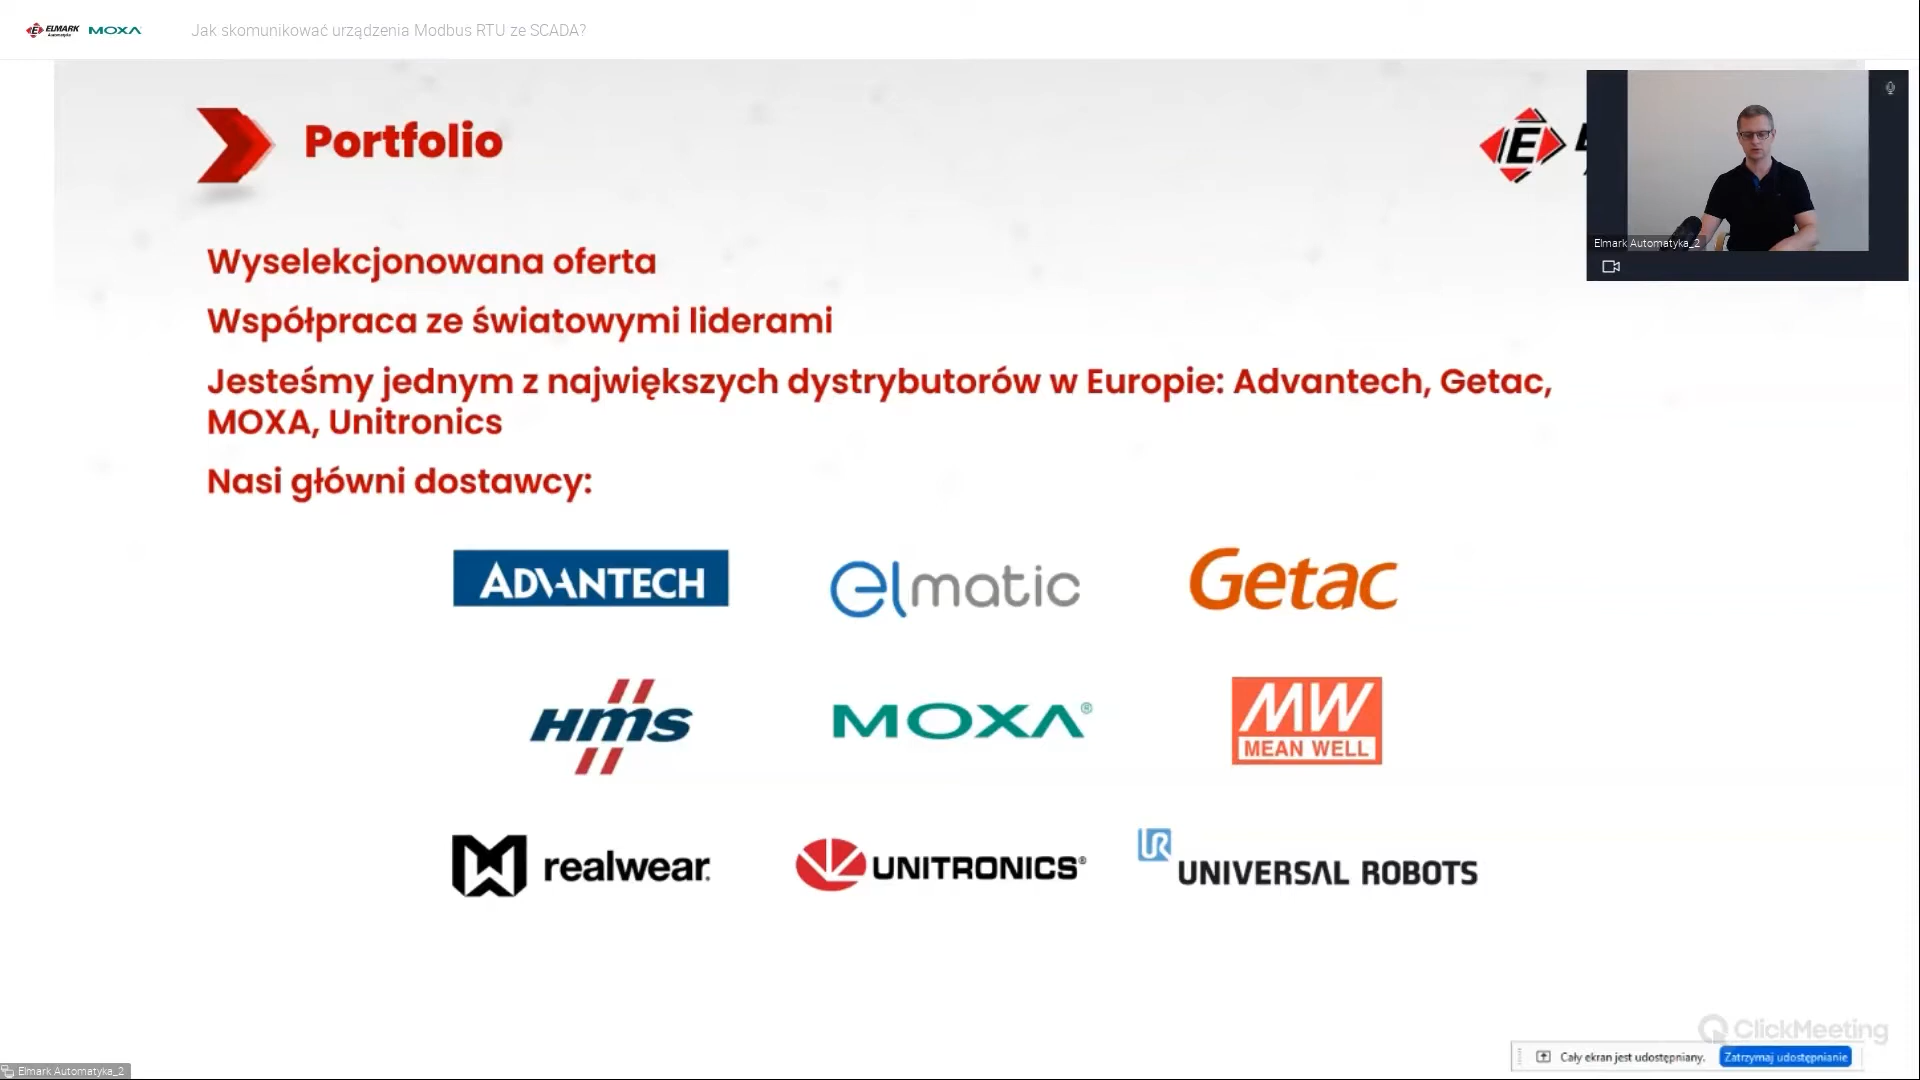 ELMARK
Automatyka
MOXA
Jak skomunikować urządzenia Modbus RTU ze SCADA?
Portfolio
E
Elmark Automatyka_2
Wyselekcjonowana oferta
Współpraca ze światowymi liderami
Jesteśmy jednym z największych dystrybutorów w Europie: Advantech, Getac,
MOXA, Unitronics
Nasi główni dostawcy:
ADVANTECH
elmatic
Getac
HMS
MOXA®
MW
MEAN WELL
realwear
UNITRONICS®
UR
UNIVERSAL ROBOTS
ClickMeeting
Cały ekran jest udostępniany.
Zatrzymaj udostępnianie
Elmark Automatyka_2